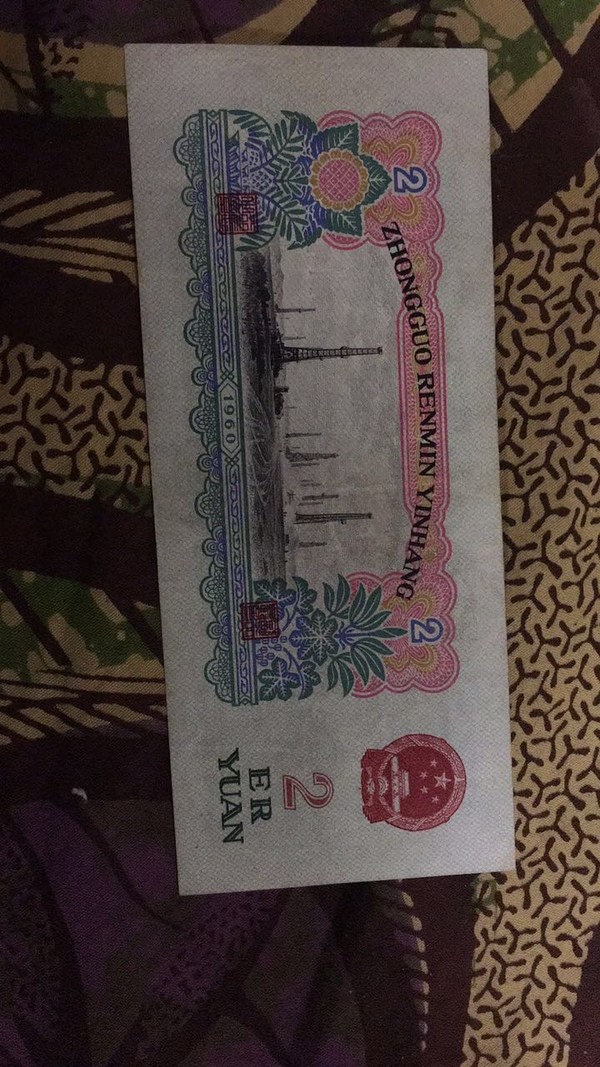 2
ZHONGGUO RENMIN YINHANG
2
1960
2
ER
YUAN